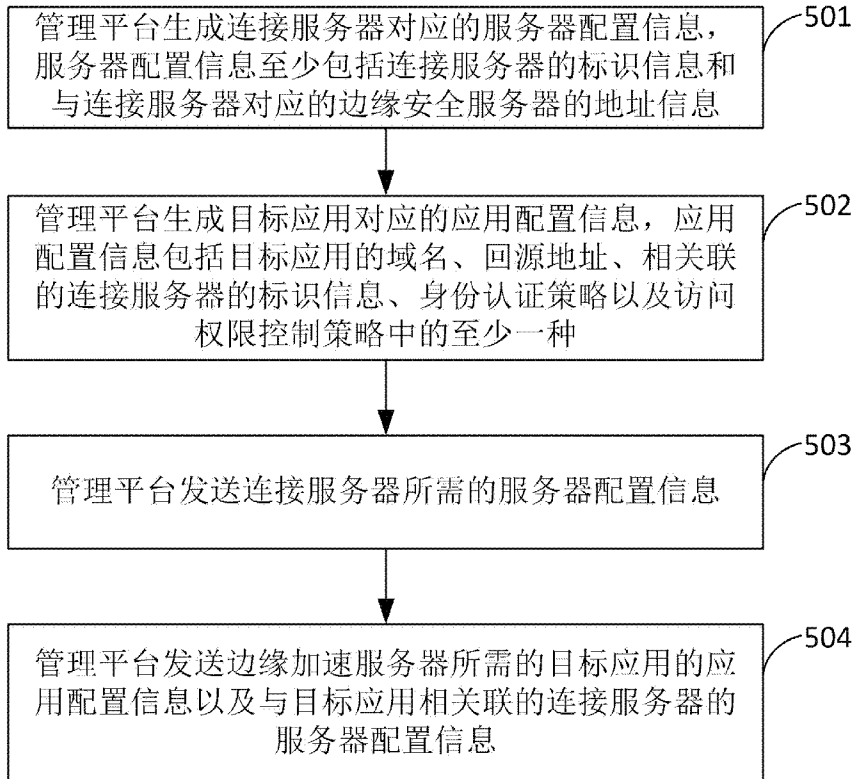 管理平台生成连接服务器对应的服务器配置信息，
服务器配置信息至少包括连接服务器的标识信息和
与连接服务器对应的边缘安全服务器的地址信息
501
管理平台生成目标应用对应的应用配置信息，应用
配置信息包括目标应用的域名、回源地址、相关联
的连接服务器的标识信息、身份认证策略以及访问
权限控制策略中的至少一种
502
管理平台发送连接服务器所需的服务器配置信息
503
管理平台发送边缘加速服务器所需的目标应用的应
用配置信息以及与目标应用相关联的连接服务器的
服务器配置信息
504